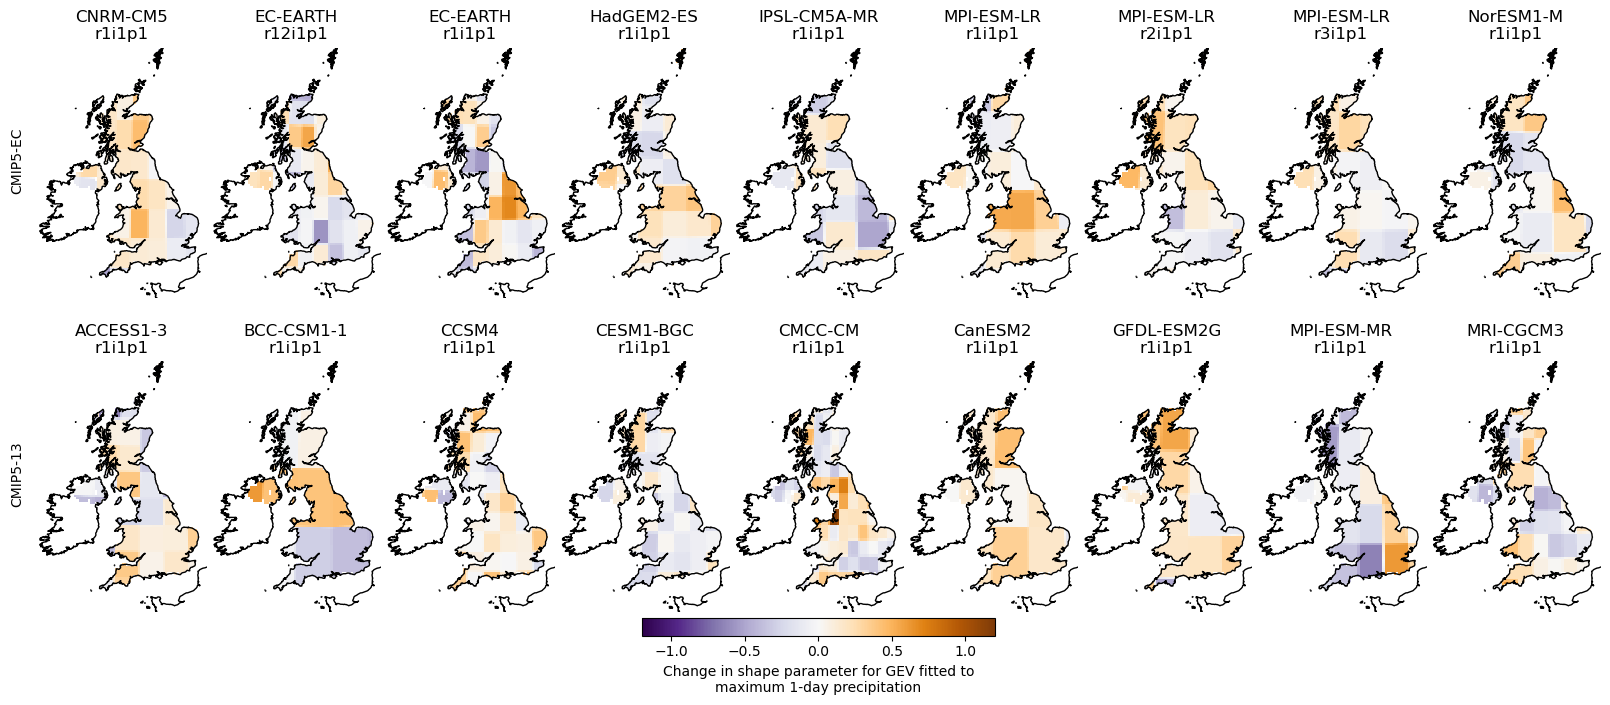 CNRM-CM5 EC-EARTH EC-EARTH HadGEM2-ES IPSL-CM5A-MR MPI-ESM-LR MPI-ESM-LR MPI-ESM-LR NorESM1-M
r1i1p1 r12i1p1 r1i1p1 r1i1p1 r1i1p1 r1i1p1 r2i1p1 r3i1p1 r1i1p1
CMIP5-EC
ACCESS1-3 BCC-CSM1-1 CCSM4 CESM1-BGC CMCC-CM CanESM2 GFDL-ESM2G MPI-ESM-MR MRI-CGCM3
r1i1p1 r1i1p1 r1i1p1 r1i1p1 r1i1p1 r1i1p1 r1i1p1 r1i1p1 r1i1p1
CMIP5-13
−1.0 −0.5 0.0 0.5 1.0
Change in shape parameter for GEV fitted to
maximum 1-day precipitation